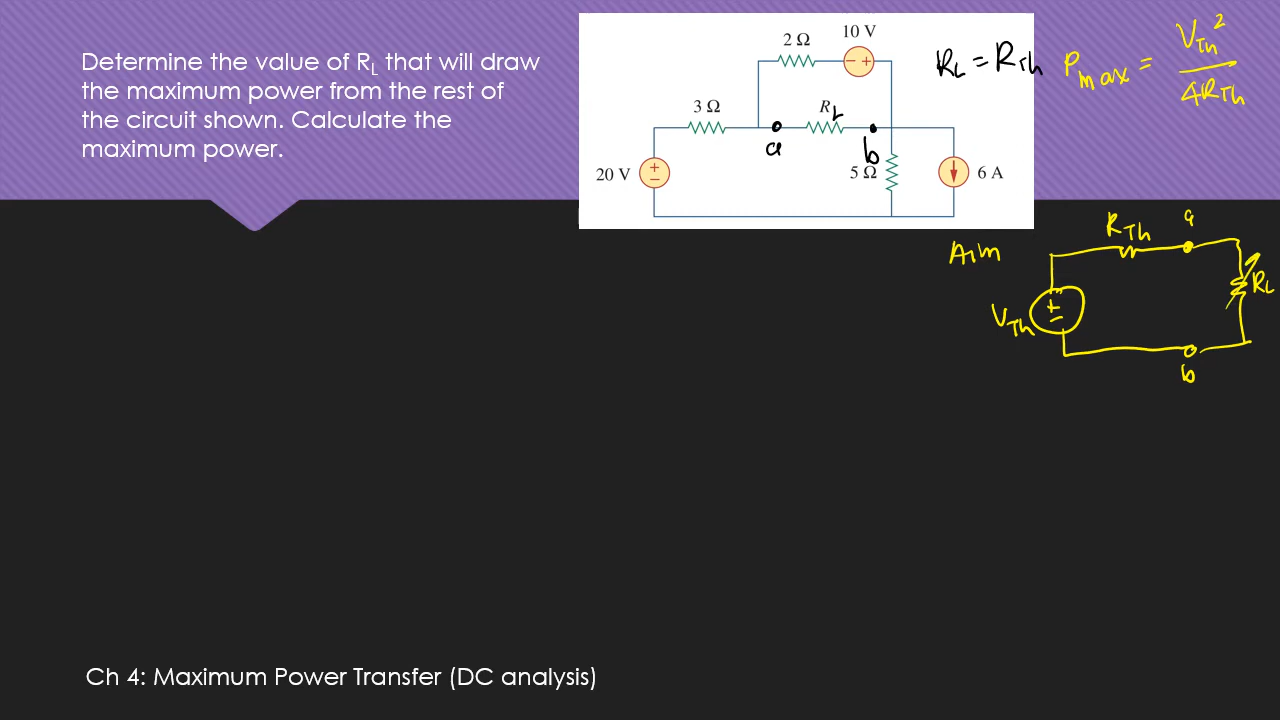 Determine the value of RL that will draw
the maximum power from the rest of
the circuit shown. Calculate the
maximum power.
10 V
2 Ω
− +
3 Ω
RL
a
b
20 V
+
−
5 Ω
6 A
RL = RTh
Pmax = VTh²
4RTh
Aim
RTh
a
VTh
+
−
RL
b
Ch 4: Maximum Power Transfer (DC analysis)